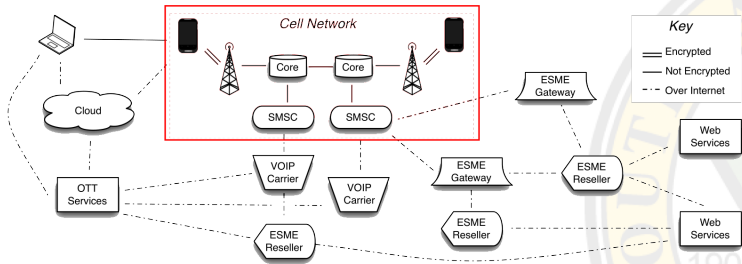 Cell Network
Key
Encrypted
Not Encrypted
Over Internet
Core
Core
ESME
Gateway
Cloud
SMSC
SMSC
Web
Services
VOIP
Carrier
VOIP
Carrier
ESME
Gateway
ESME
Reseller
OTT
Services
ESME
Reseller
ESME
Reseller
Web
Services